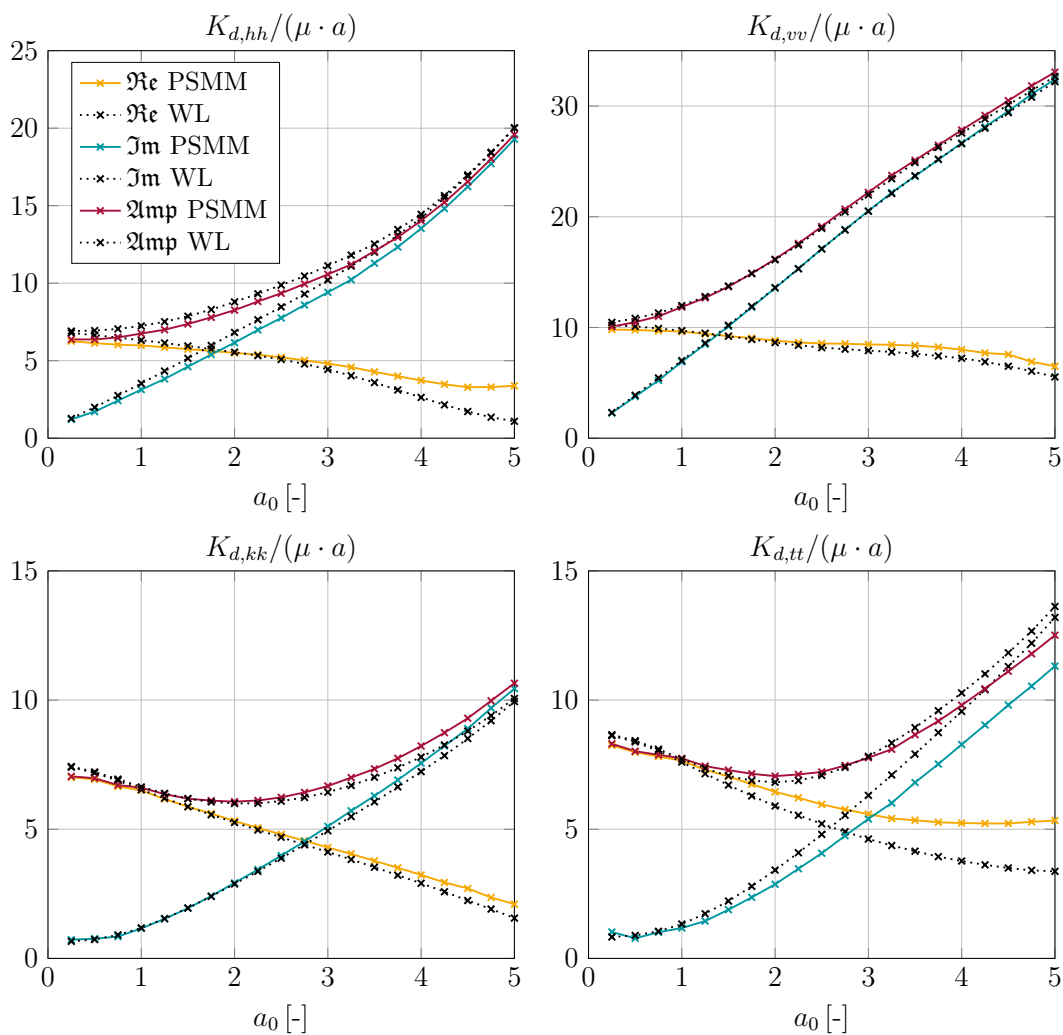 K_{d,hh}/(μ · a)
25
20
15
10
5
0
ℜe PSMM
ℜe WL
ℑm PSMM
ℑm WL
𝔄mp PSMM
𝔄mp WL
0 1 2 3 4 5
a_0 [-]
K_{d,vv}/(μ · a)
30
20
10
0
0 1 2 3 4 5
a_0 [-]
K_{d,kk}/(μ · a)
15
10
5
0
0 1 2 3 4 5
a_0 [-]
K_{d,tt}/(μ · a)
15
10
5
0
0 1 2 3 4 5
a_0 [-]